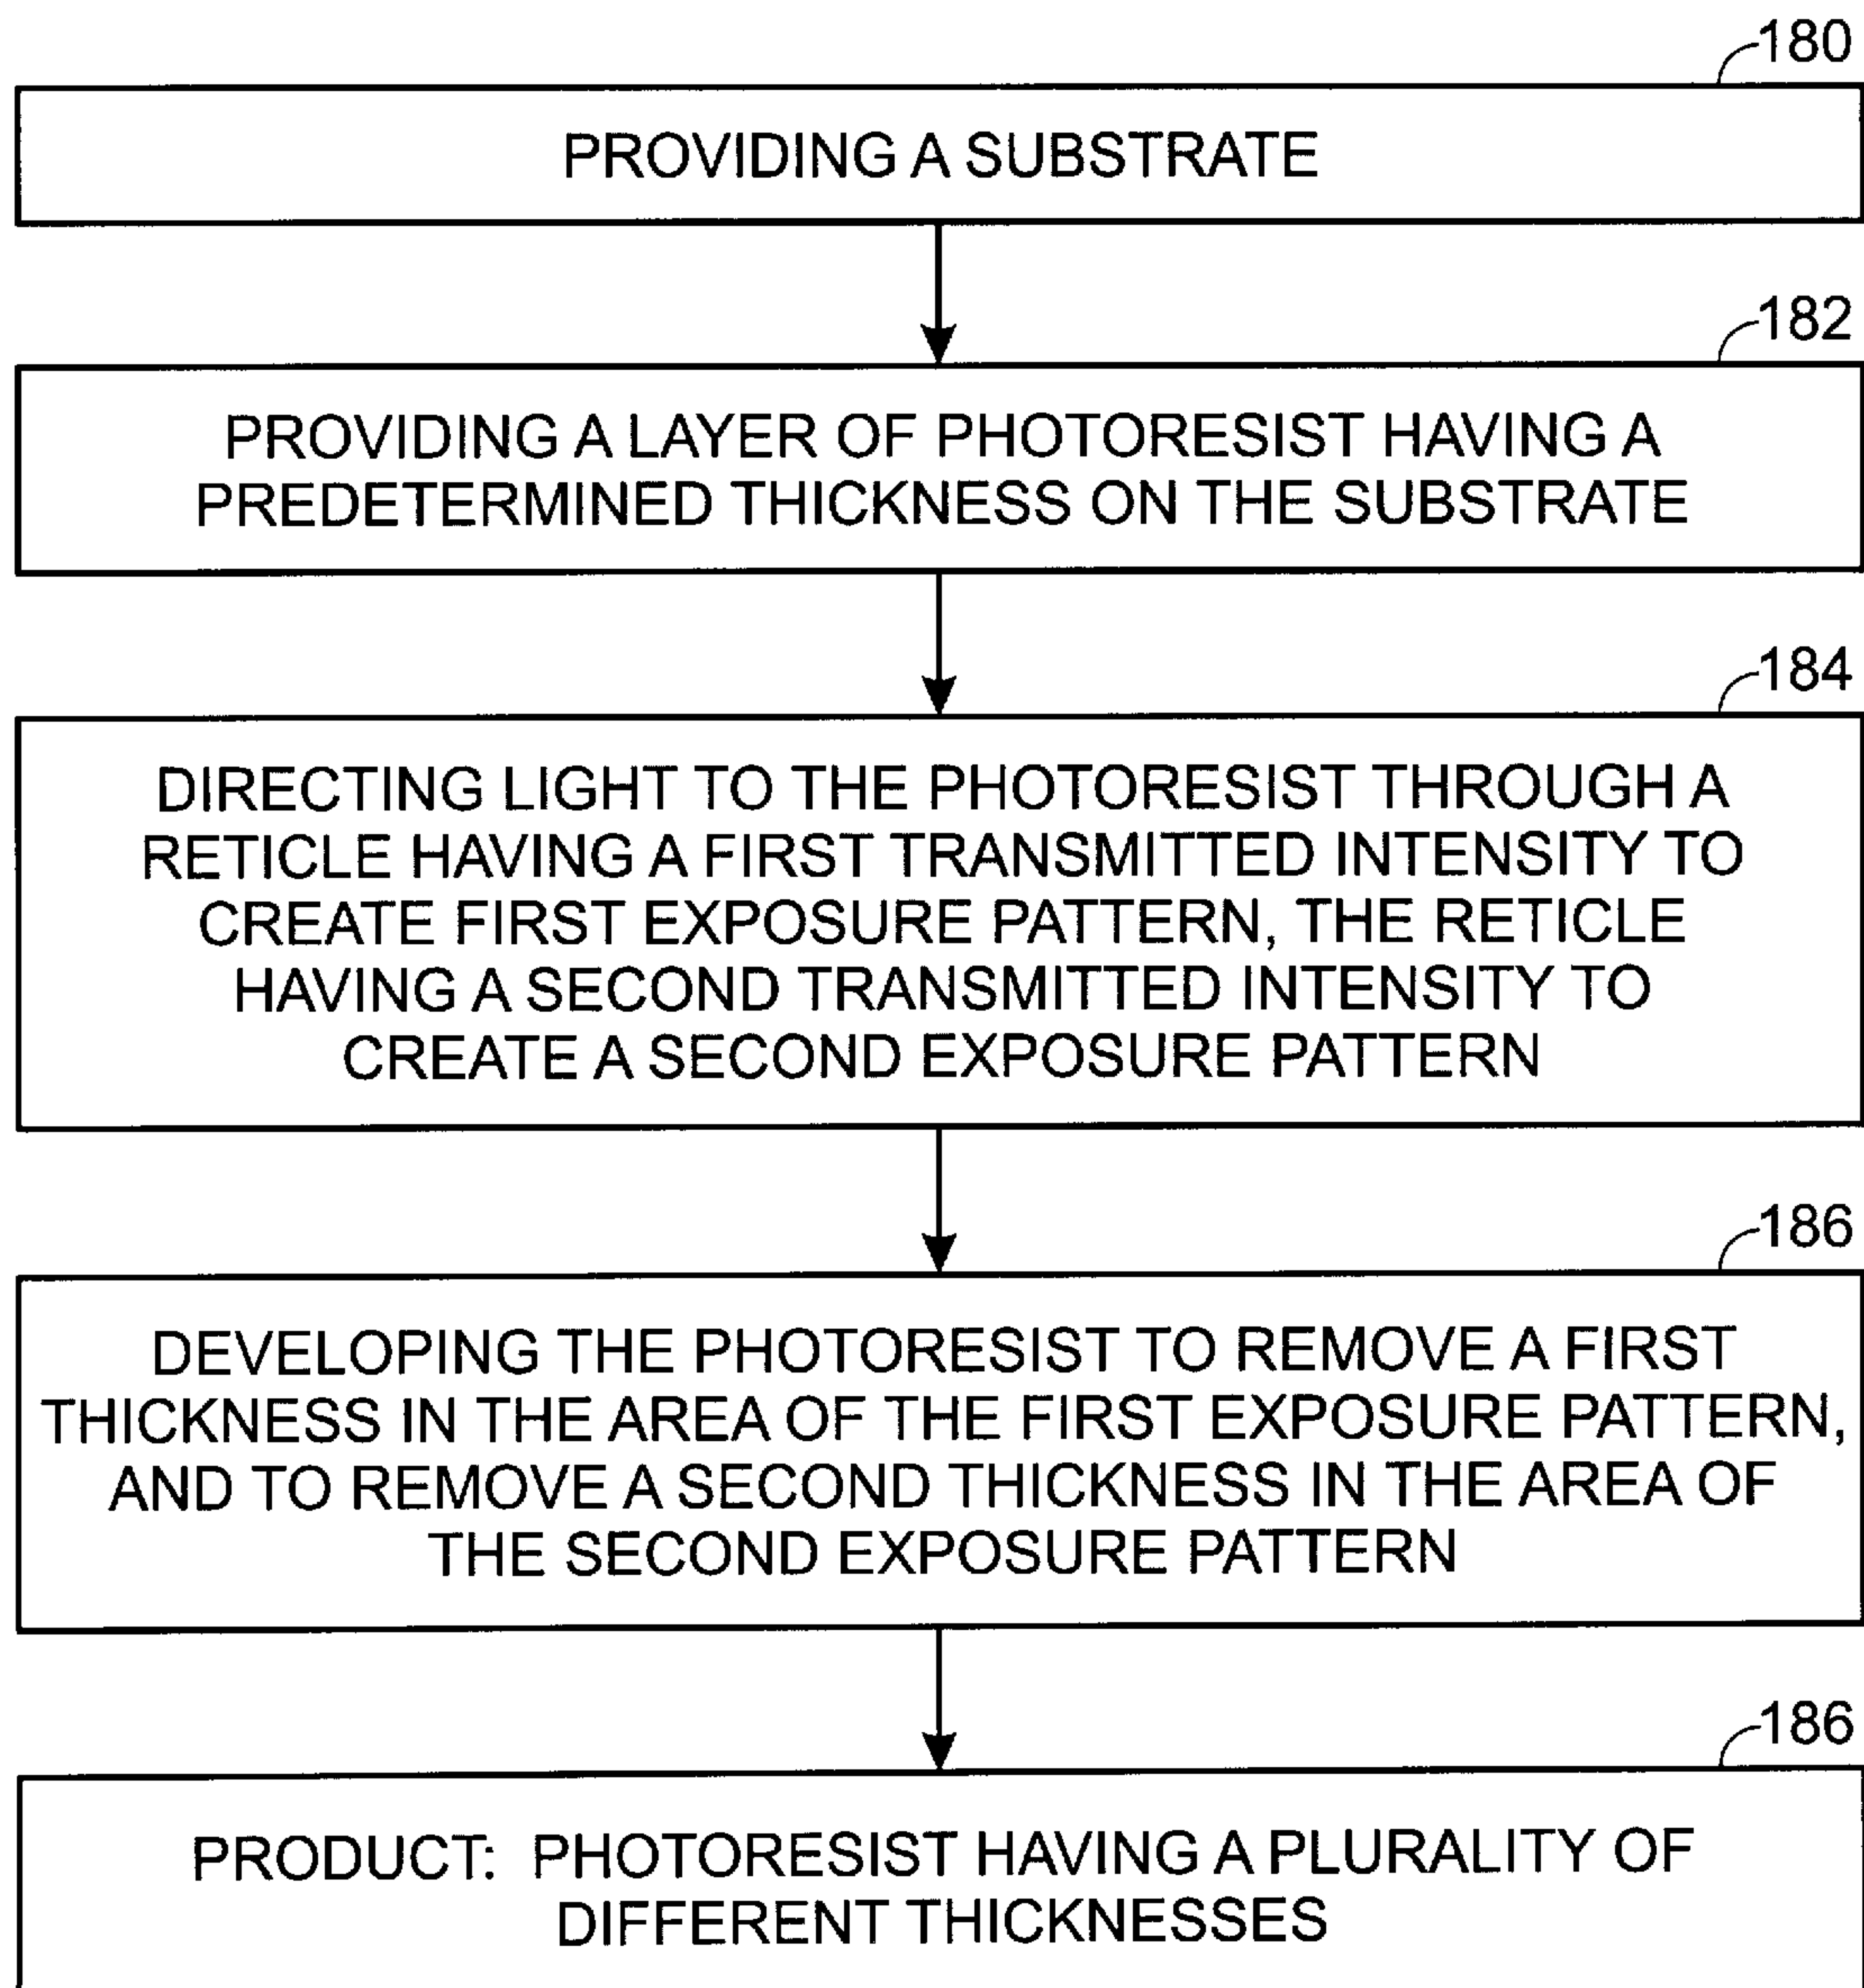 180
PROVIDING A SUBSTRATE
182
PROVIDING A LAYER OF PHOTORESIST HAVING A
PREDETERMINED THICKNESS ON THE SUBSTRATE
184
DIRECTING LIGHT TO THE PHOTORESIST THROUGH A
RETICLE HAVING A FIRST TRANSMITTED INTENSITY TO
CREATE FIRST EXPOSURE PATTERN, THE RETICLE
HAVING A SECOND TRANSMITTED INTENSITY TO
CREATE A SECOND EXPOSURE PATTERN
186
DEVELOPING THE PHOTORESIST TO REMOVE A FIRST
THICKNESS IN THE AREA OF THE FIRST EXPOSURE PATTERN,
AND TO REMOVE A SECOND THICKNESS IN THE AREA OF
THE SECOND EXPOSURE PATTERN
186
PRODUCT: PHOTORESIST HAVING A PLURALITY OF
DIFFERENT THICKNESSES